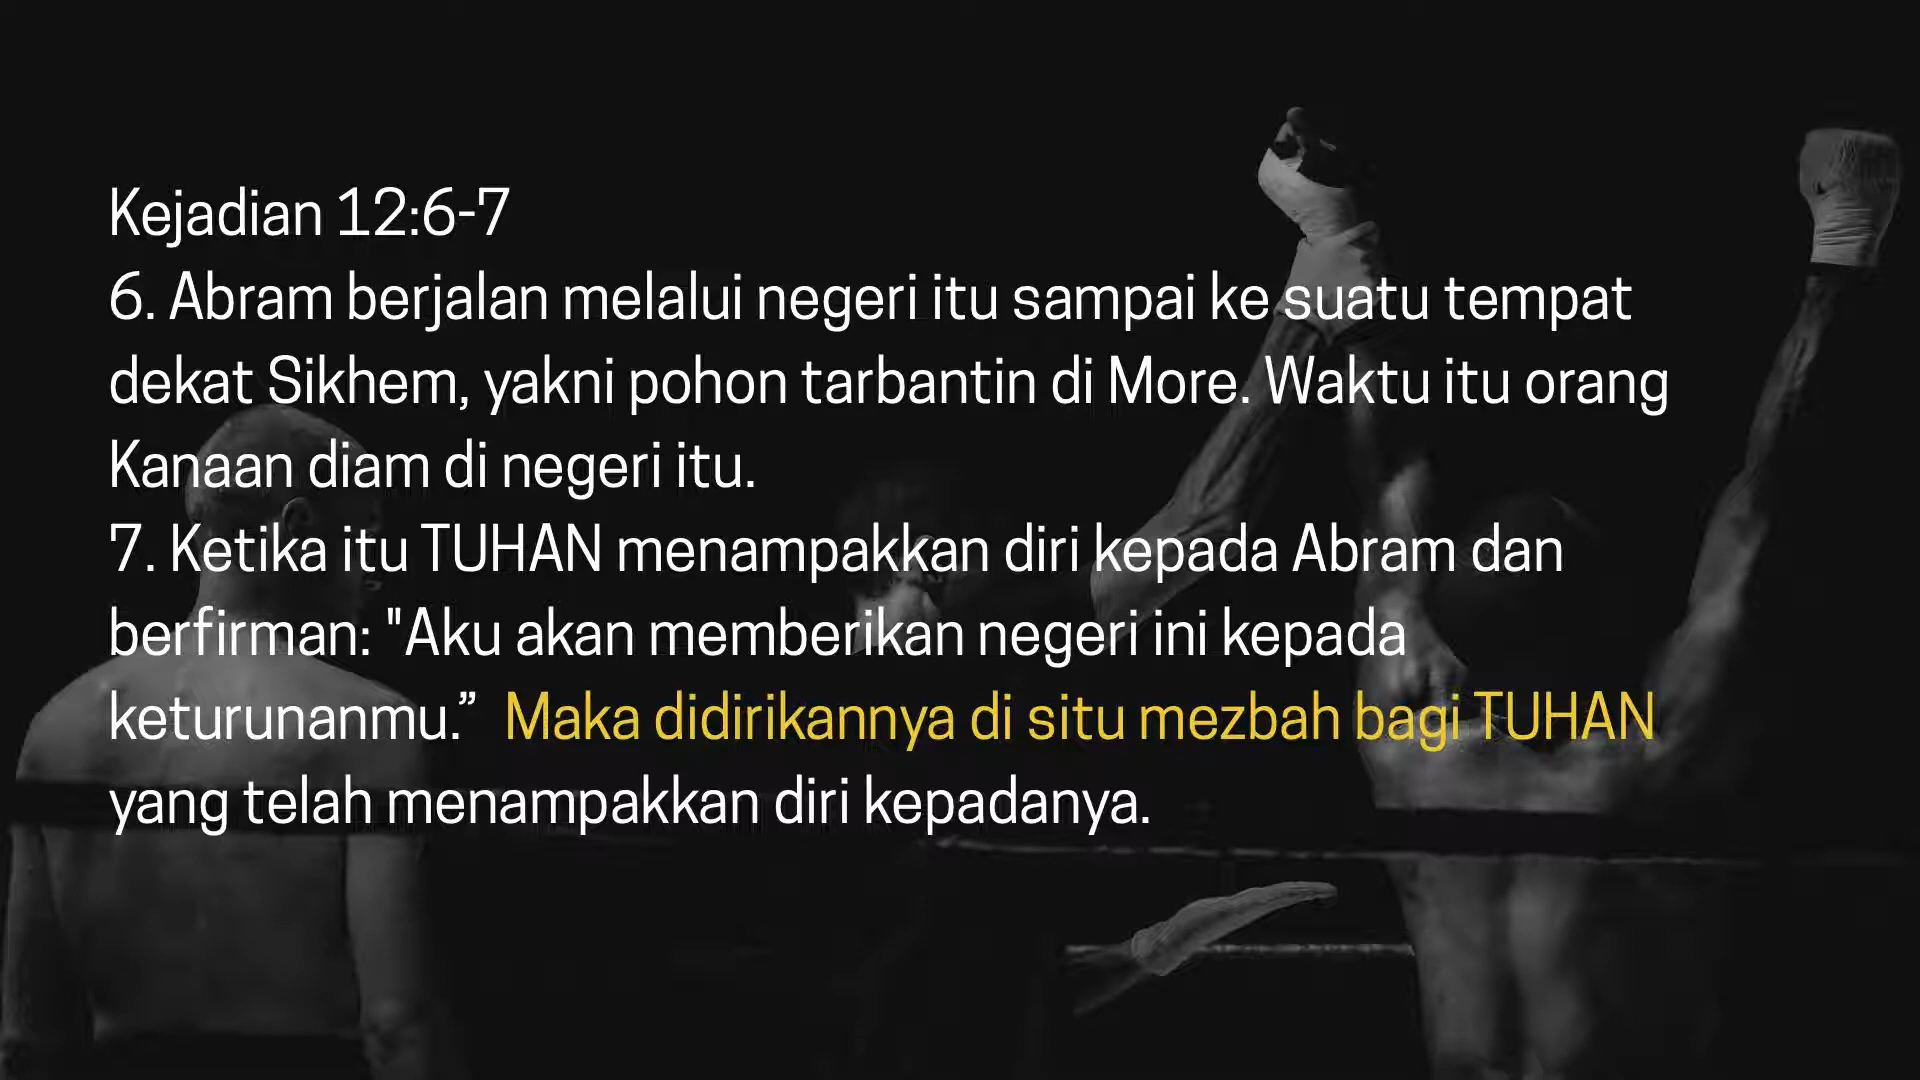 Kejadian 12:6-7
6. Abram berjalan melalui negeri itu sampai ke suatu tempat
dekat Sikhem, yakni pohon tarbantin di More. Waktu itu orang
Kanaan diam di negeri itu.
7. Ketika itu TUHAN menampakkan diri kepada Abram dan
berfirman: "Aku akan memberikan negeri ini kepada
keturunanmu.” Maka didirikannya di situ mezbah bagi TUHAN
yang telah menampakkan diri kepadanya.